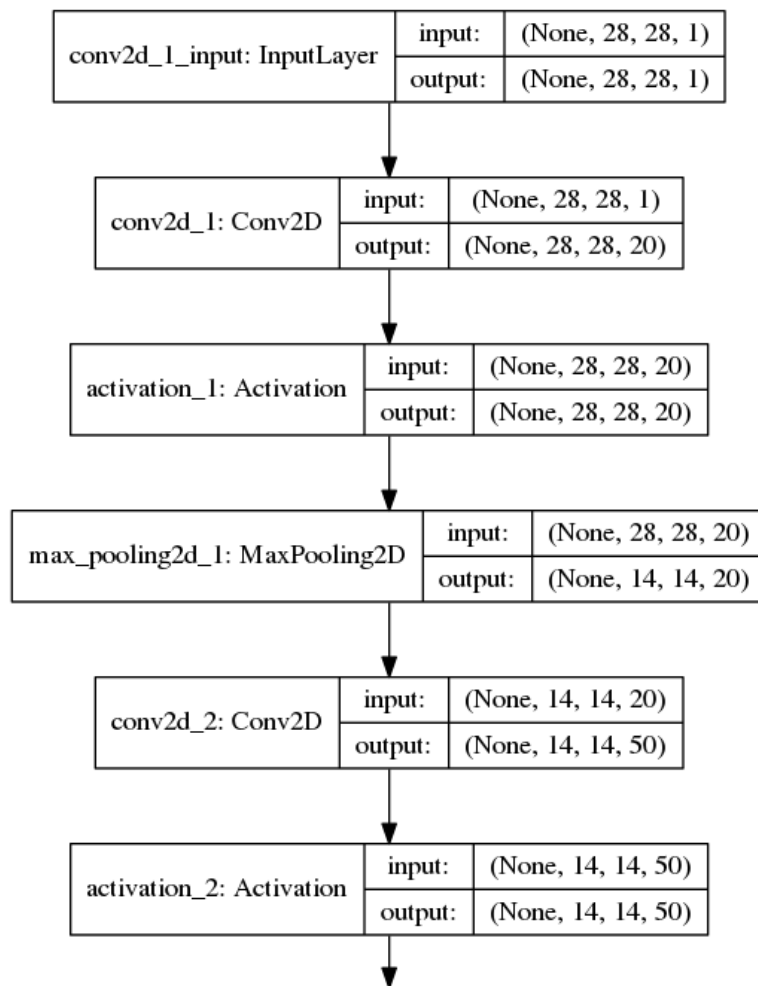 conv2d_1_input: InputLayer
input: (None, 28, 28, 1)
output: (None, 28, 28, 1)
conv2d_1: Conv2D
input: (None, 28, 28, 1)
output: (None, 28, 28, 20)
activation_1: Activation
input: (None, 28, 28, 20)
output: (None, 28, 28, 20)
max_pooling2d_1: MaxPooling2D
input: (None, 28, 28, 20)
output: (None, 14, 14, 20)
conv2d_2: Conv2D
input: (None, 14, 14, 20)
output: (None, 14, 14, 50)
activation_2: Activation
input: (None, 14, 14, 50)
output: (None, 14, 14, 50)